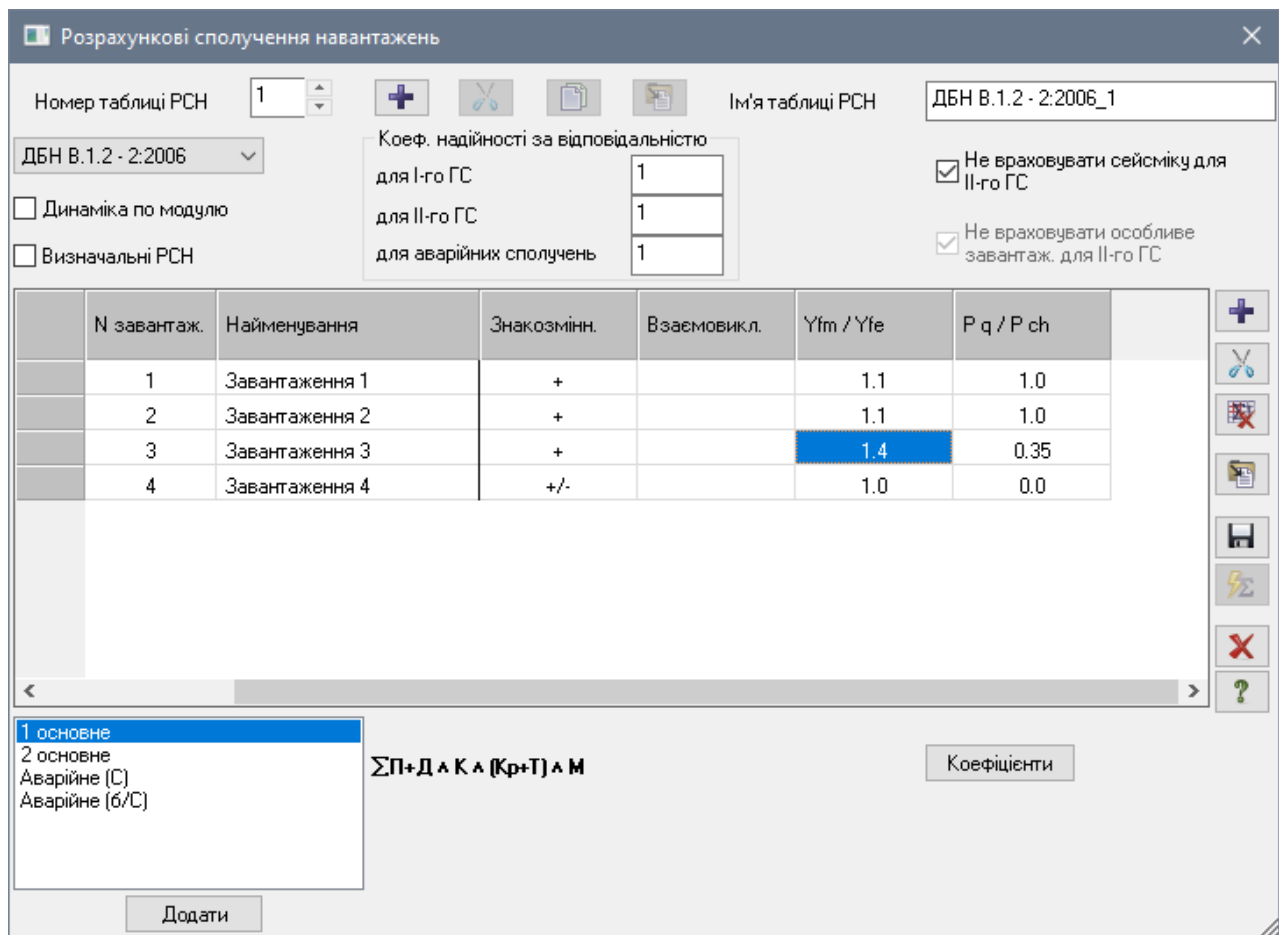 Розрахункові сполучення навантажень
Номер таблиці РСН 1 Ім'я таблиці РСН ДБН В.1.2 - 2:2006_1
ДБН В.1.2 - 2:2006
Коеф. надійності за відповідальністю
для І-го ГС 1
для ІІ-го ГС 1
для аварійних сполучень 1
Не враховувати сейсміку для
ІІ-го ГС
Динаміка по модулю
Не враховувати особливе
завантаж. для ІІ-го ГС
Визначальні РСН
N завантаж. Найменування Знакозмінн. Взаємовикл. Yfm / Yfe P q / P ch
1 Завантаження 1 + 1.1 1.0
2 Завантаження 2 + 1.1 1.0
3 Завантаження 3 + 1.4 0.35
4 Завантаження 4 +/- 1.0 0.0
1 основне
2 основне
Аварійне (С)
Аварійне (б/С)
∑П+Д ʌ К ʌ (Кр+Т) ʌ М
Коефіцієнти
Додати